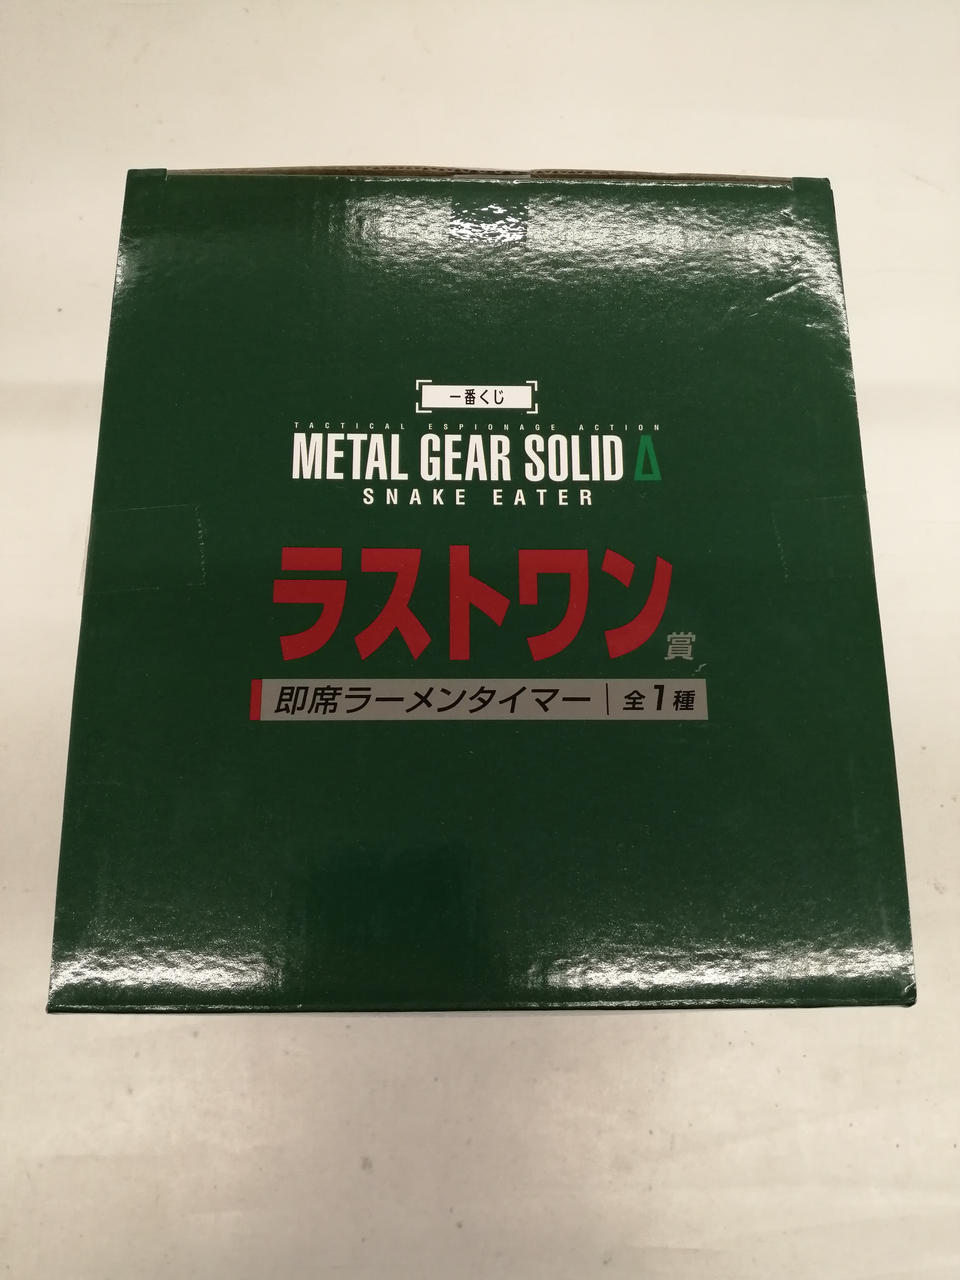 一番くじ
TACTICAL ESPIONAGE ACTION
METAL GEAR SOLID Δ
SNAKE EATER
ラストワン賞
即席ラーメンタイマー 全1種